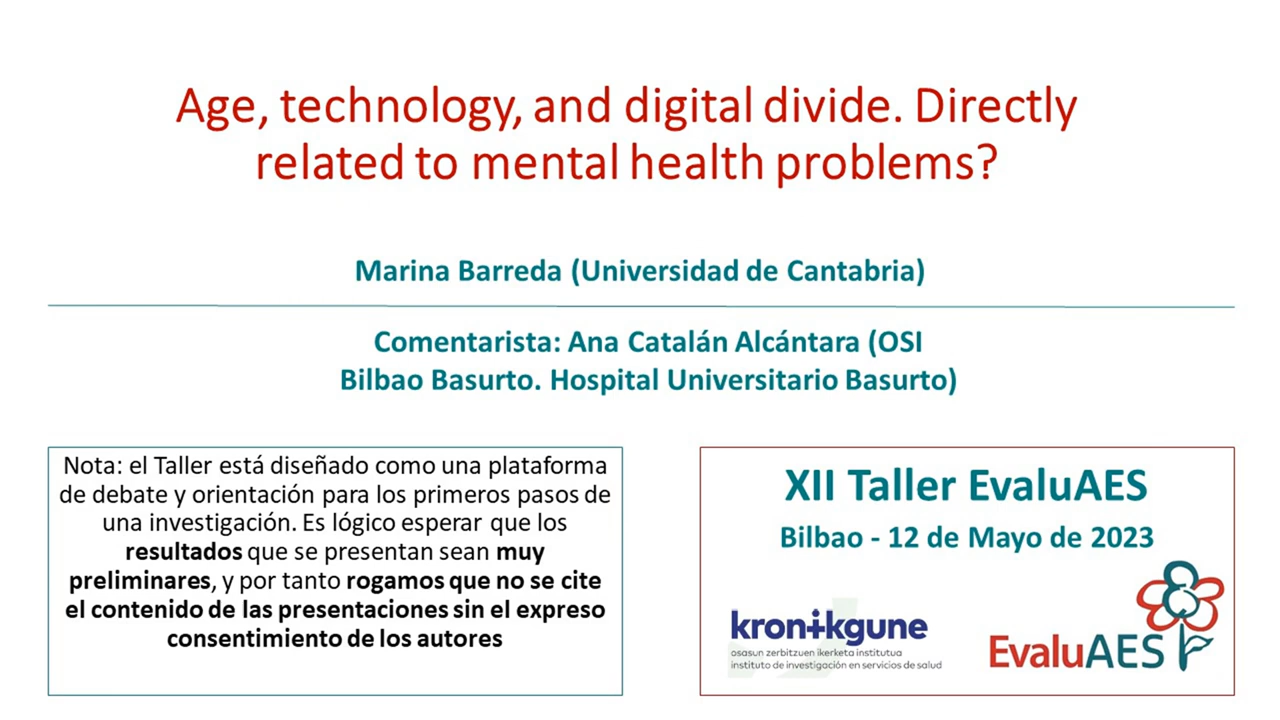 Age, technology, and digital divide. Directly
related to mental health problems?
Marina Barreda (Universidad de Cantabria)
Comentarista: Ana Catalán Alcántara (OSI
Bilbao Basurto. Hospital Universitario Basurto)
Nota: el Taller está diseñado como una plataforma
de debate y orientación para los primeros pasos de
una investigación. Es lógico esperar que los
resultados que se presentan sean muy
preliminares, y por tanto rogamos que no se cite
el contenido de las presentaciones sin el expreso
consentimiento de los autores
XII Taller EvaluAES
Bilbao - 12 de Mayo de 2023
kronikgune
osasun zerbitzuen ikerketa institutua
instituto de investigación en servicios de salud
EvaluAES